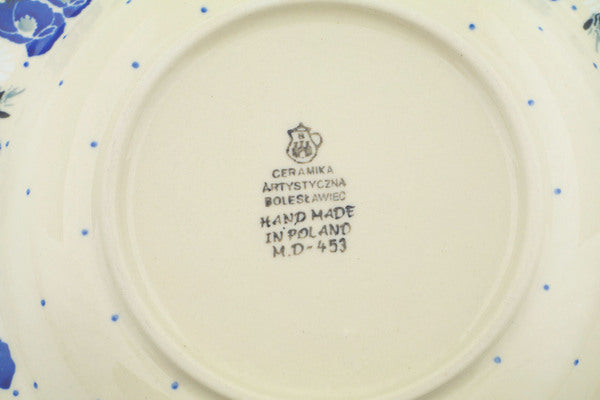 B
CERAMIKA
ARTYSTYCZNA
BOLESŁAWIEC
HAND MADE
IN POLAND
M.D-453